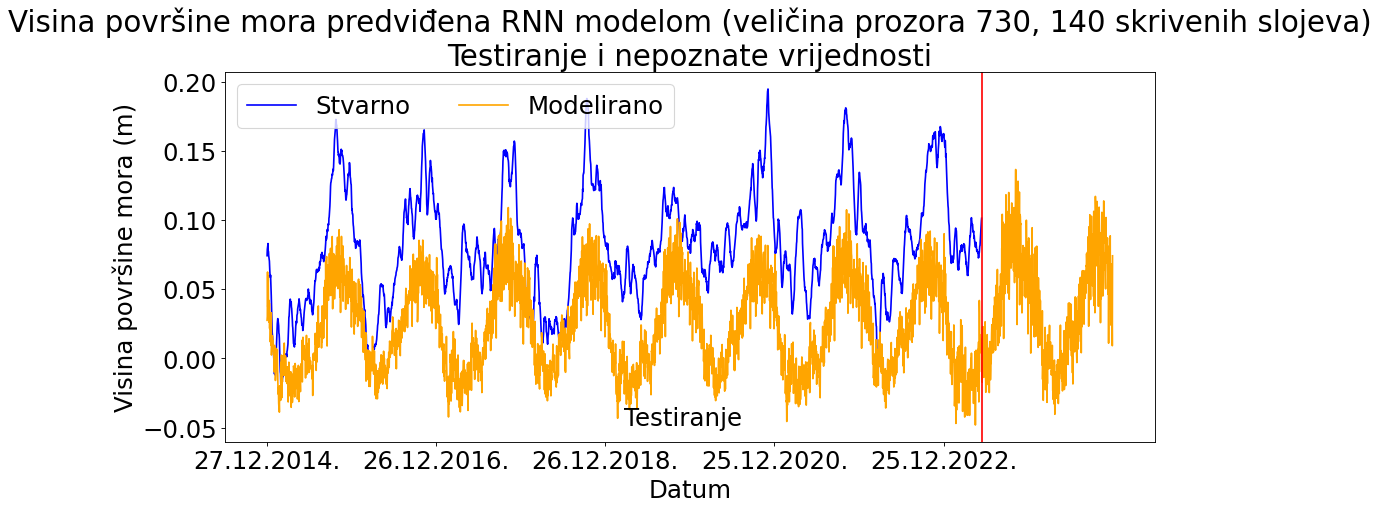 Visina površine mora predviđena RNN modelom (veličina prozora 730, 140 skrivenih slojeva)
Testiranje i nepoznate vrijednosti
Stvarno Modelirano
Visina površine mora (m)
0.20
0.15
0.10
0.05
0.00
−0.05
Testiranje
27.12.2014. 26.12.2016. 26.12.2018. 25.12.2020. 25.12.2022.
Datum